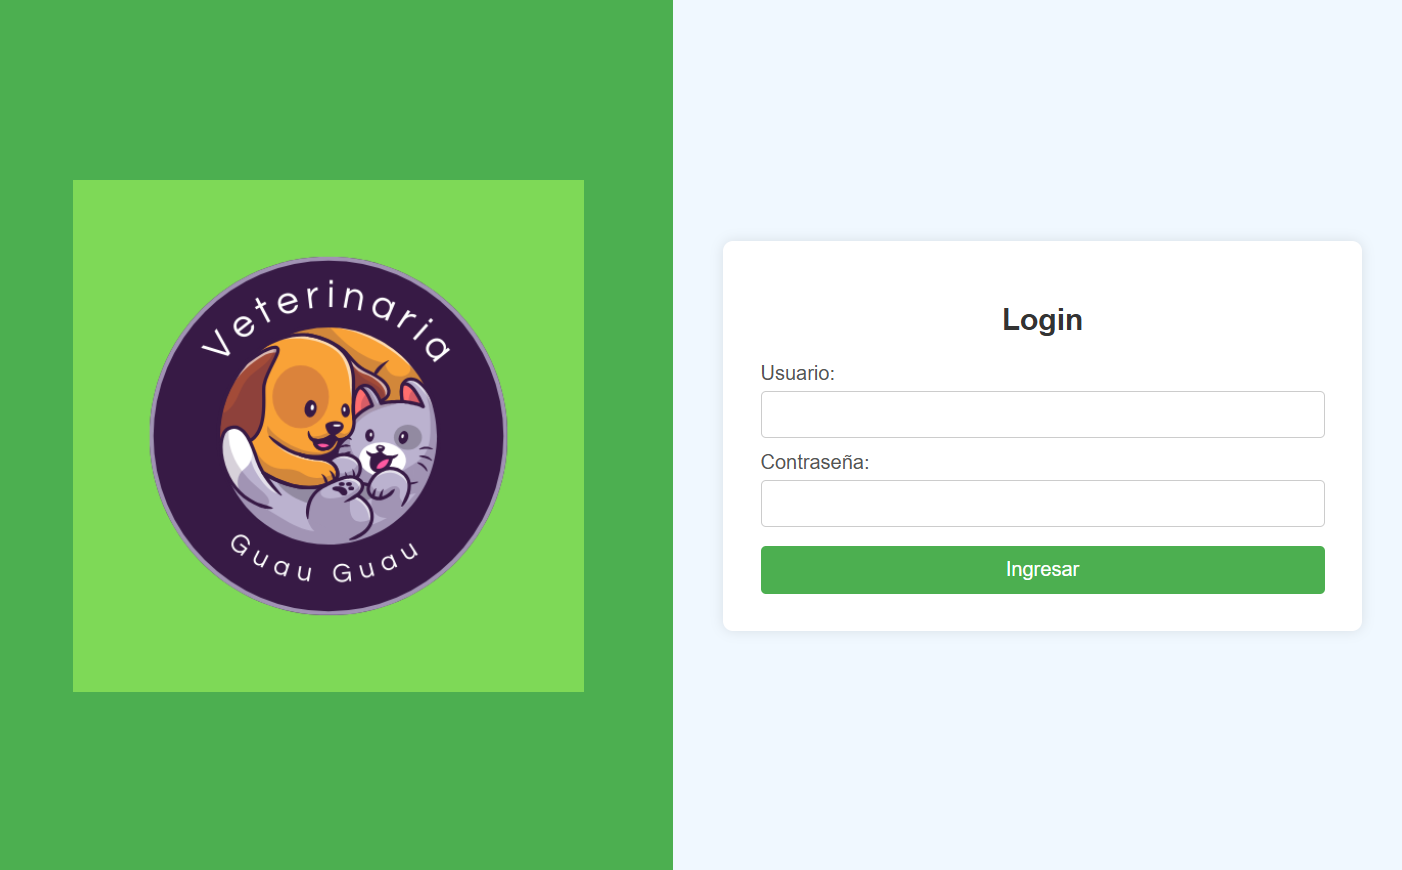 Veterinaria
Guau Guau
Login
Usuario:
Contraseña:
Ingresar